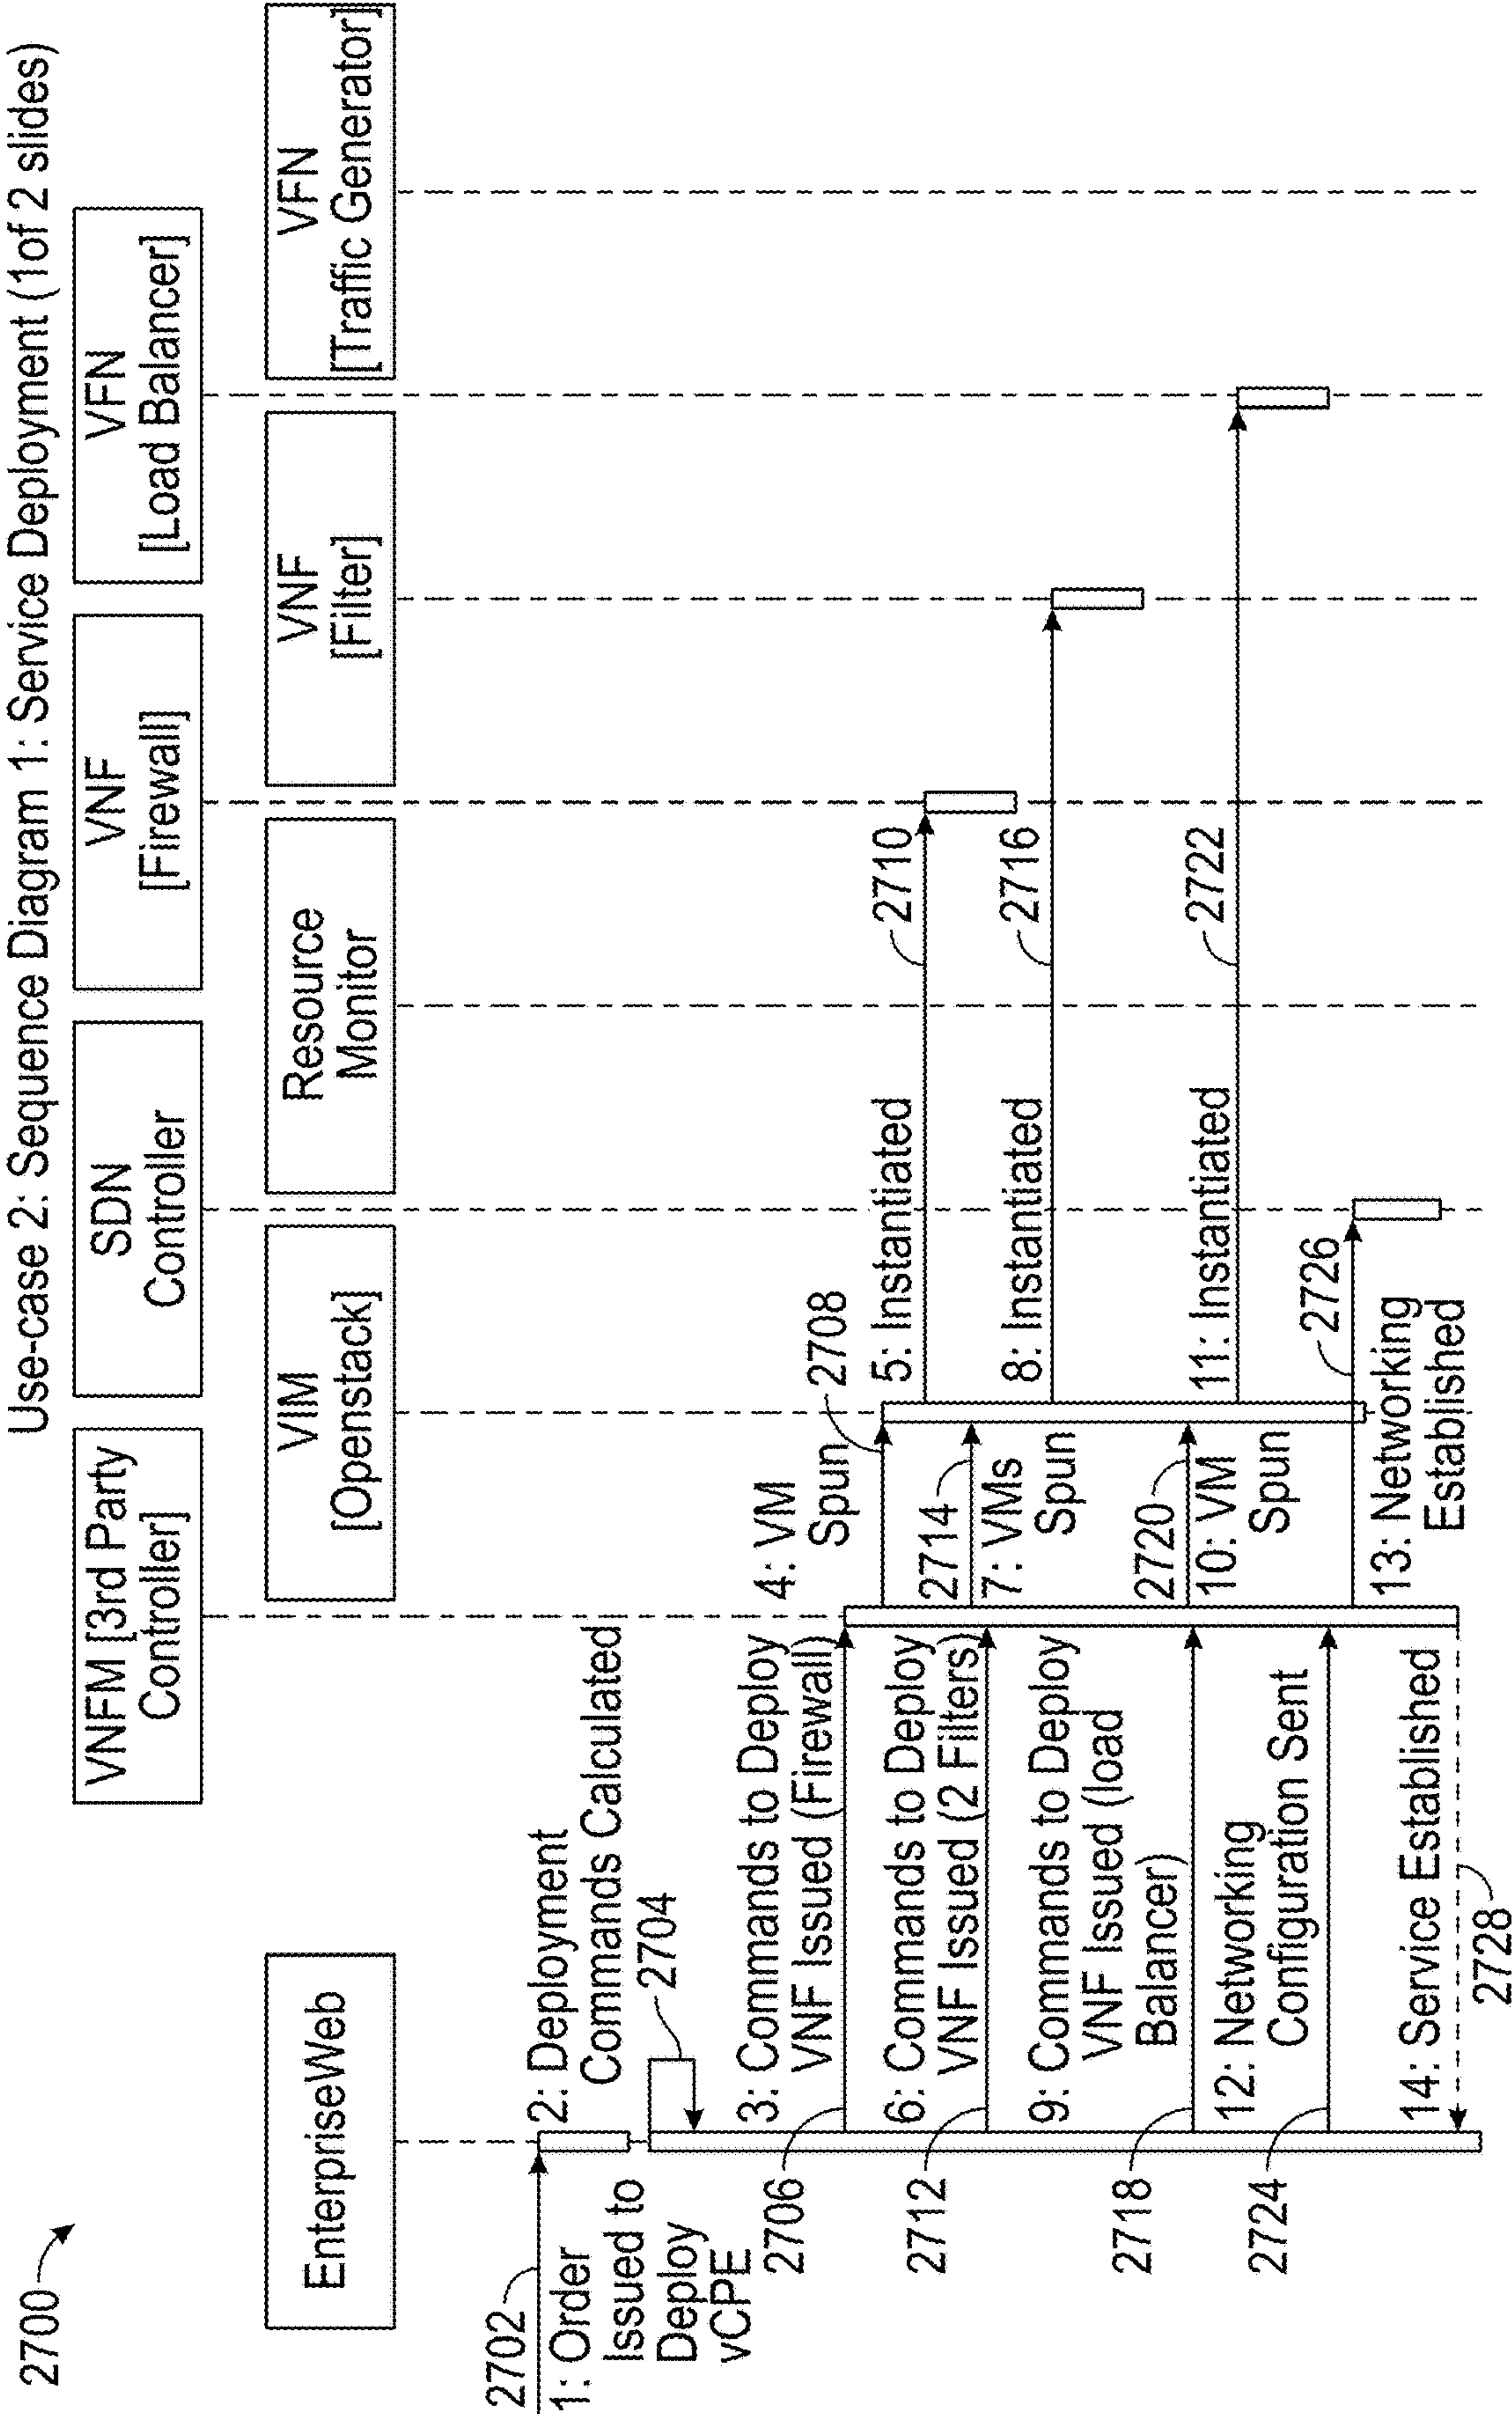 2700
Use-case 2: Sequence Diagram 1: Service Deployment (1of 2 slides)
VNFM [3rd Party
Controller]
SDN
Controller
VNF
[Firewall]
VFN
[Load Balancer]
EnterpriseWeb
VIM
[Openstack]
Resource
Monitor
VNF
[Filter]
VFN
[Traffic Generator]
2702
1: Order
Issued to
Deploy
vCPE
2: Deployment
Commands Calculated
2704
3: Commands to Deploy
VNF Issued (Firewall)
2706
4: VM
Spun
2708
5: Instantiated
2710
6: Commands to Deploy
VNF Issued (2 Filters)
2712
2714
7: VMs
Spun
8: Instantiated
2716
9: Commands to Deploy
VNF Issued (load
Balancer)
2718
2720
10: VM
Spun
11: Instantiated
2722
12: Networking
Configuration Sent
2724
2726
13: Networking
Established
14: Service Established
2728